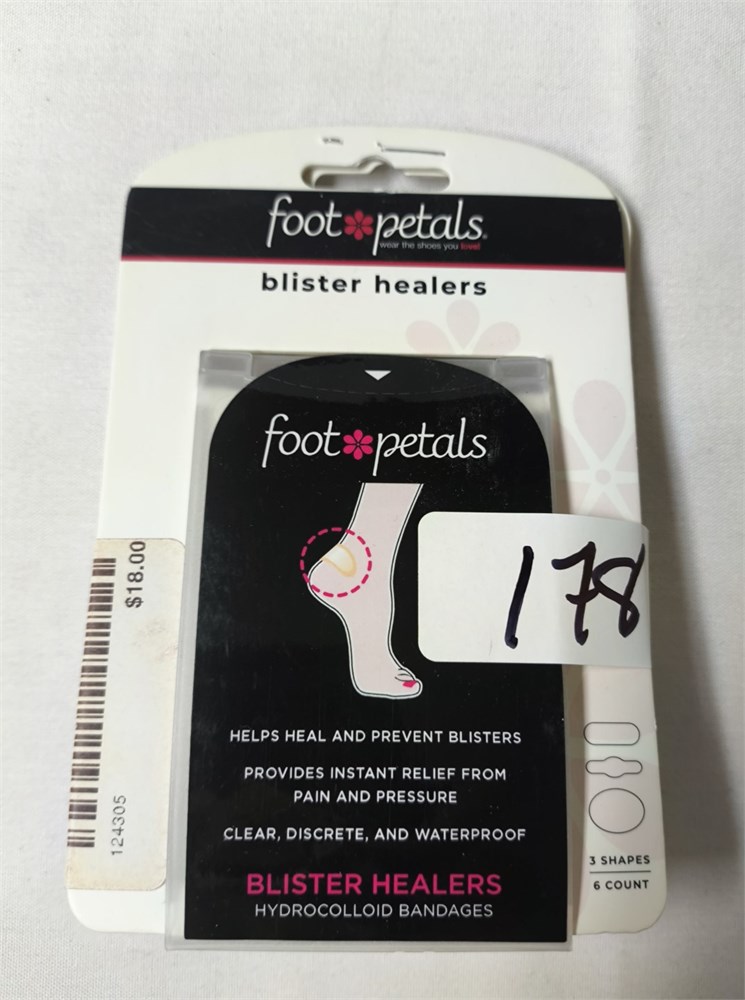 foot petals
wear the shoes you love!
blister healers
foot petals
178
$18.00
124305
HELPS HEAL AND PREVENT BLISTERS
PROVIDES INSTANT RELIEF FROM
PAIN AND PRESSURE
CLEAR, DISCRETE, AND WATERPROOF
BLISTER HEALERS
HYDROCOLLOID BANDAGES
3 SHAPES
6 COUNT